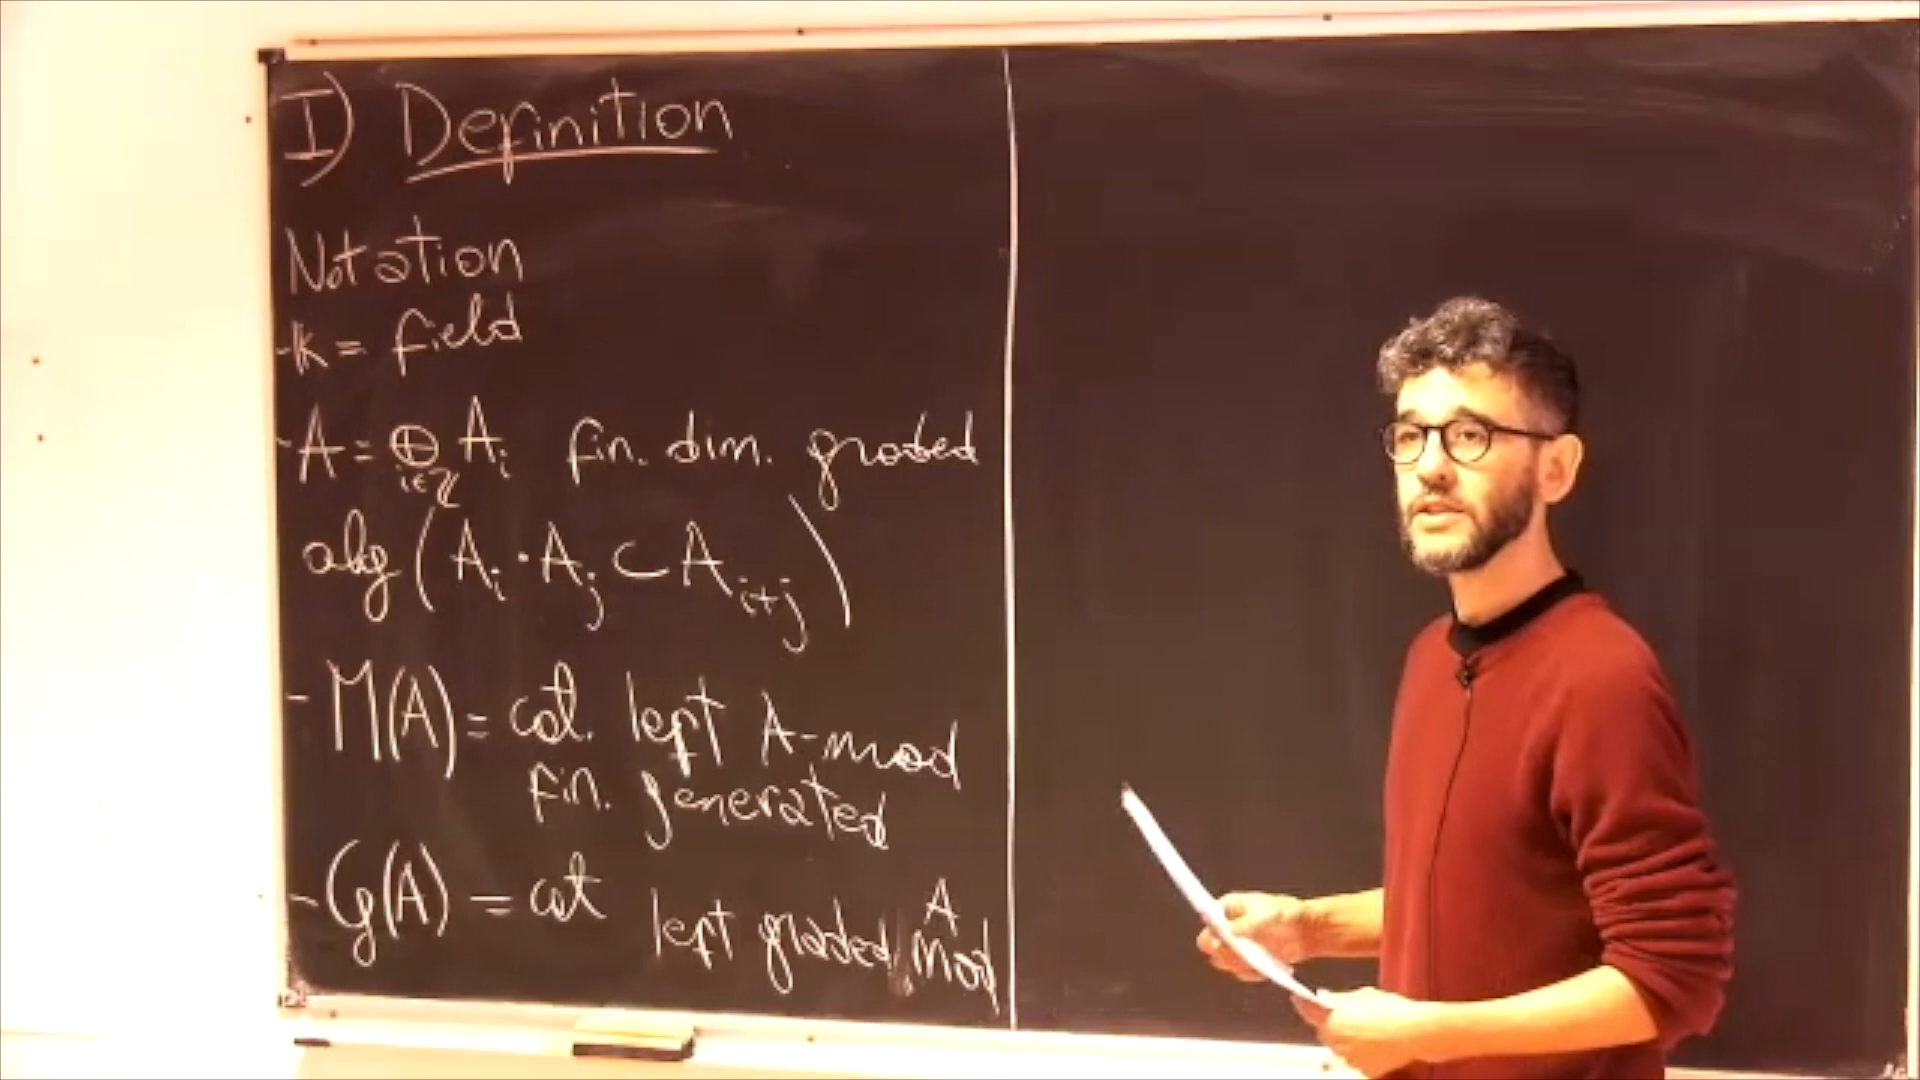 I) Definition
Notation
- k = field
- A = ⊕ A_i fin. dim. graded
i∈ℤ
alg (A_i · A_j ⊂ A_{i+j})
- M(A) = cat. left A-mod
fin. generated
- G(A) = cat left graded A mod